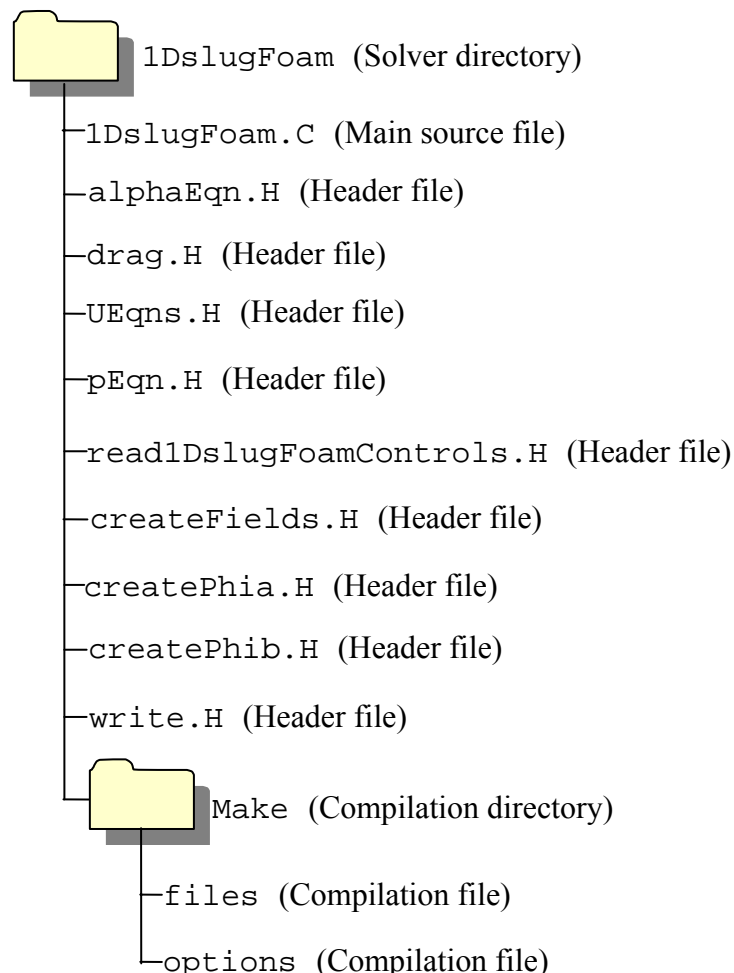 1DslugFoam (Solver directory)
1DslugFoam.C (Main source file)
alphaEqn.H (Header file)
drag.H (Header file)
UEqns.H (Header file)
pEqn.H (Header file)
read1DslugFoamControls.H (Header file)
createFields.H (Header file)
createPhia.H (Header file)
createPhib.H (Header file)
write.H (Header file)
Make (Compilation directory)
files (Compilation file)
options (Compilation file)